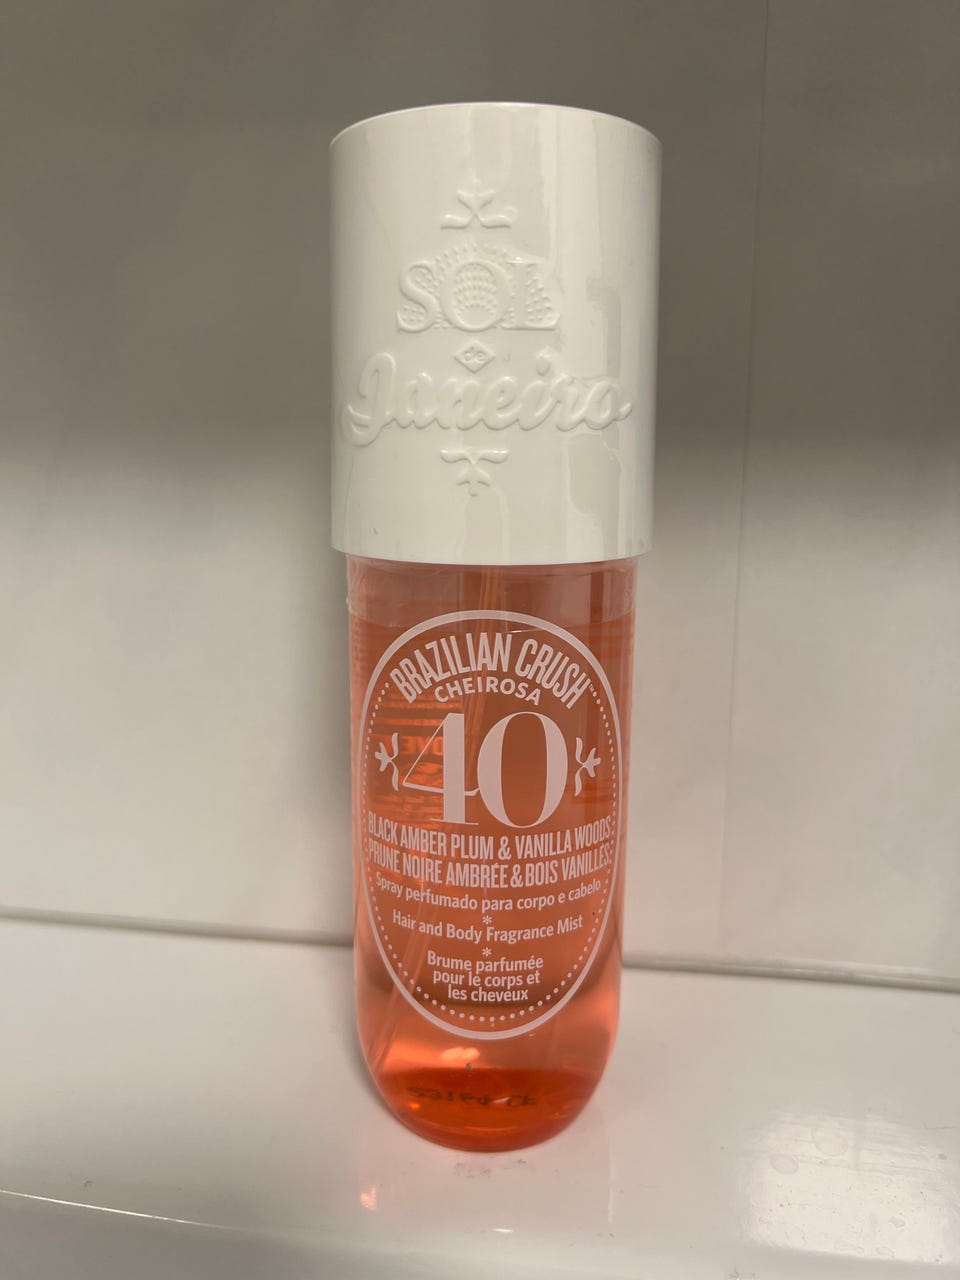 SOL
de
Janeiro
BRAZILIAN CRUSH™
CHEIROSA
40
BLACK AMBER PLUM & VANILLA WOODS
PRUNE NOIRE AMBRÉE & BOIS VANILLÉS
Spray perfumado para corpo e cabelo
*
Hair and Body Fragrance Mist
*
Brume parfumée
pour le corps et
les cheveux